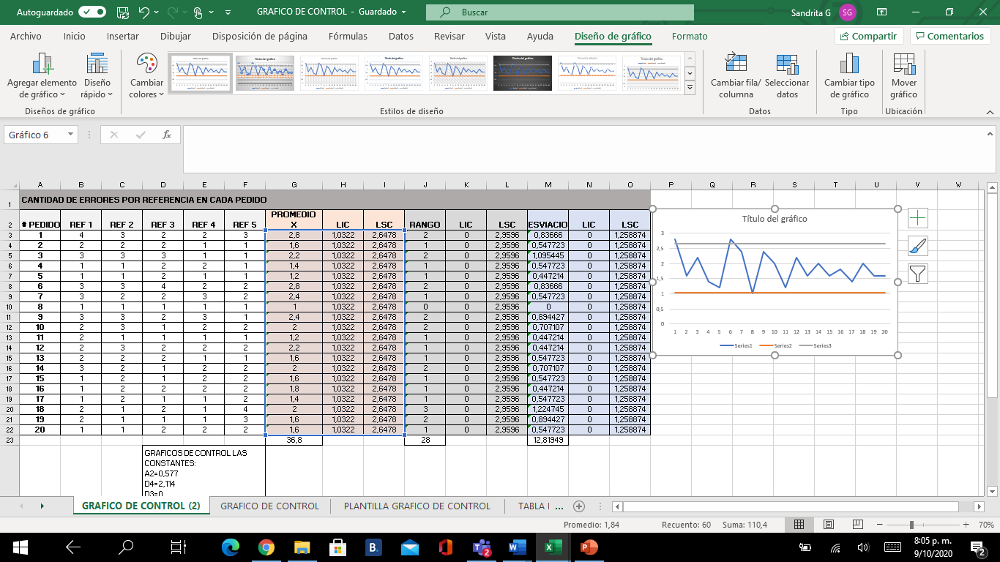 Autoguardado
GRAFICO DE CONTROL - Guardado
Buscar
Sandrita G
SG
Archivo Inicio Insertar Dibujar Disposición de página Fórmulas Datos Revisar Vista Ayuda Diseño de gráfico Formato
Compartir
Comentarios
Agregar elemento de gráfico
Diseño rápido
Cambiar colores
Cambiar fila/ columna
Seleccionar datos
Cambiar tipo de gráfico
Mover gráfico
Diseños de gráfico Estilos de diseño Datos Tipo Ubicación
Gráfico 6
fx
A B C D E F G H I J K L M N O P Q R S T U V W
1 CANTIDAD DE ERRORES POR REFERENCIA EN CADA PEDIDO
2 # PEDIDO REF 1 REF 2 REF 3 REF 4 REF 5 PROMEDIO X LIC LSC RANGO LIC LSC ESVIACIO LIC LSC
3 1 4 3 2 2 3 2,8 1,0322 2,6478 2 0 2,9596 0,83666 0 1,258874
4 2 2 2 2 1 1 1,6 1,0322 2,6478 1 0 2,9596 0,547723 0 1,258874
5 3 3 3 3 1 1 2,2 1,0322 2,6478 2 0 2,9596 1,095445 0 1,258874
6 4 1 1 2 2 1 1,4 1,0322 2,6478 1 0 2,9596 0,547723 0 1,258874
7 5 1 1 2 1 1 1,2 1,0322 2,6478 1 0 2,9596 0,447214 0 1,258874
8 6 3 3 4 2 2 2,8 1,0322 2,6478 2 0 2,9596 0,83666 0 1,258874
9 7 3 2 2 3 2 2,4 1,0322 2,6478 1 0 2,9596 0,547723 0 1,258874
10 8 1 1 1 1 1 1 1,0322 2,6478 0 0 2,9596 0 0 1,258874
11 9 3 3 2 3 1 2,4 1,0322 2,6478 2 0 2,9596 0,894427 0 1,258874
12 10 2 3 1 2 2 2 1,0322 2,6478 2 0 2,9596 0,707107 0 1,258874
13 11 2 1 1 1 1 1,2 1,0322 2,6478 1 0 2,9596 0,447214 0 1,258874
14 12 2 3 2 2 2 2,2 1,0322 2,6478 1 0 2,9596 0,447214 0 1,258874
15 13 2 2 2 1 1 1,6 1,0322 2,6478 1 0 2,9596 0,547723 0 1,258874
16 14 3 2 1 2 2 2 1,0322 2,6478 2 0 2,9596 0,707107 0 1,258874
17 15 1 2 1 2 2 1,6 1,0322 2,6478 1 0 2,9596 0,547723 0 1,258874
18 16 1 2 2 2 2 1,8 1,0322 2,6478 1 0 2,9596 0,447214 0 1,258874
19 17 1 2 1 1 2 1,4 1,0322 2,6478 1 0 2,9596 0,547723 0 1,258874
20 18 2 1 2 1 4 2 1,0322 2,6478 3 0 2,9596 1,224745 0 1,258874
21 19 2 1 1 1 3 1,6 1,0322 2,6478 2 0 2,9596 0,894427 0 1,258874
22 20 1 1 2 2 2 1,6 1,0322 2,6478 1 0 2,9596 0,547723 0 1,258874
23 36,8 28 12,81949
GRAFICOS DE CONTROL LAS
CONSTANTES:
A2=0,577
D4=2,114
D3=0
Título del gráfico
3
2,5
2
1,5
1
0,5
0
1 2 3 4 5 6 7 8 9 10 11 12 13 14 15 16 17 18 19 20
Series1 Series2 Series3
GRAFICO DE CONTROL (2) GRAFICO DE CONTROL PLANTILLA GRAFICO DE CONTROL TABLA I ...
Promedio: 1,84 Recuento: 60 Suma: 110,4 70%
B.
2
8:05 p. m.
9/10/2020
2